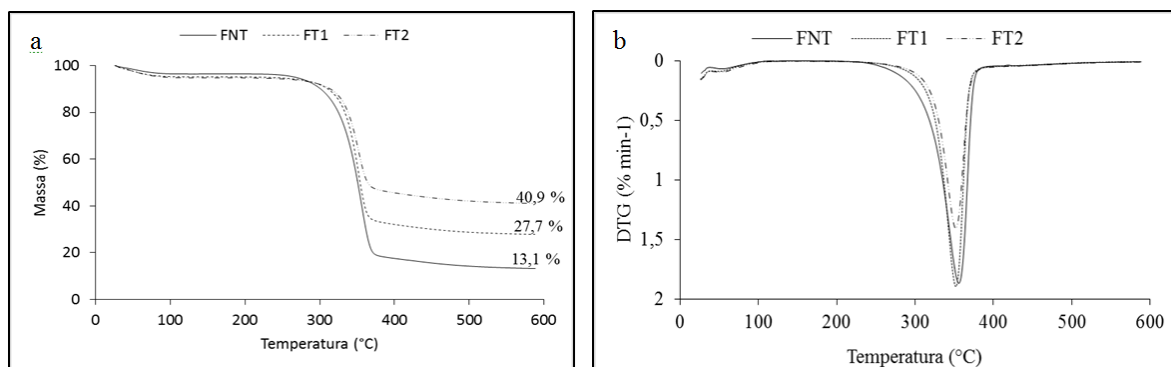 a
FNT FT1 FT2
100
80
60
40
20
0
Massa (%)
40,9 %
27,7 %
13,1 %
0 100 200 300 400 500 600
Temperatura (°C)
b
FNT FT1 FT2
0
0,5
1
1,5
2
DTG (% min-1)
0 100 200 300 400 500 600
Temperatura (°C)